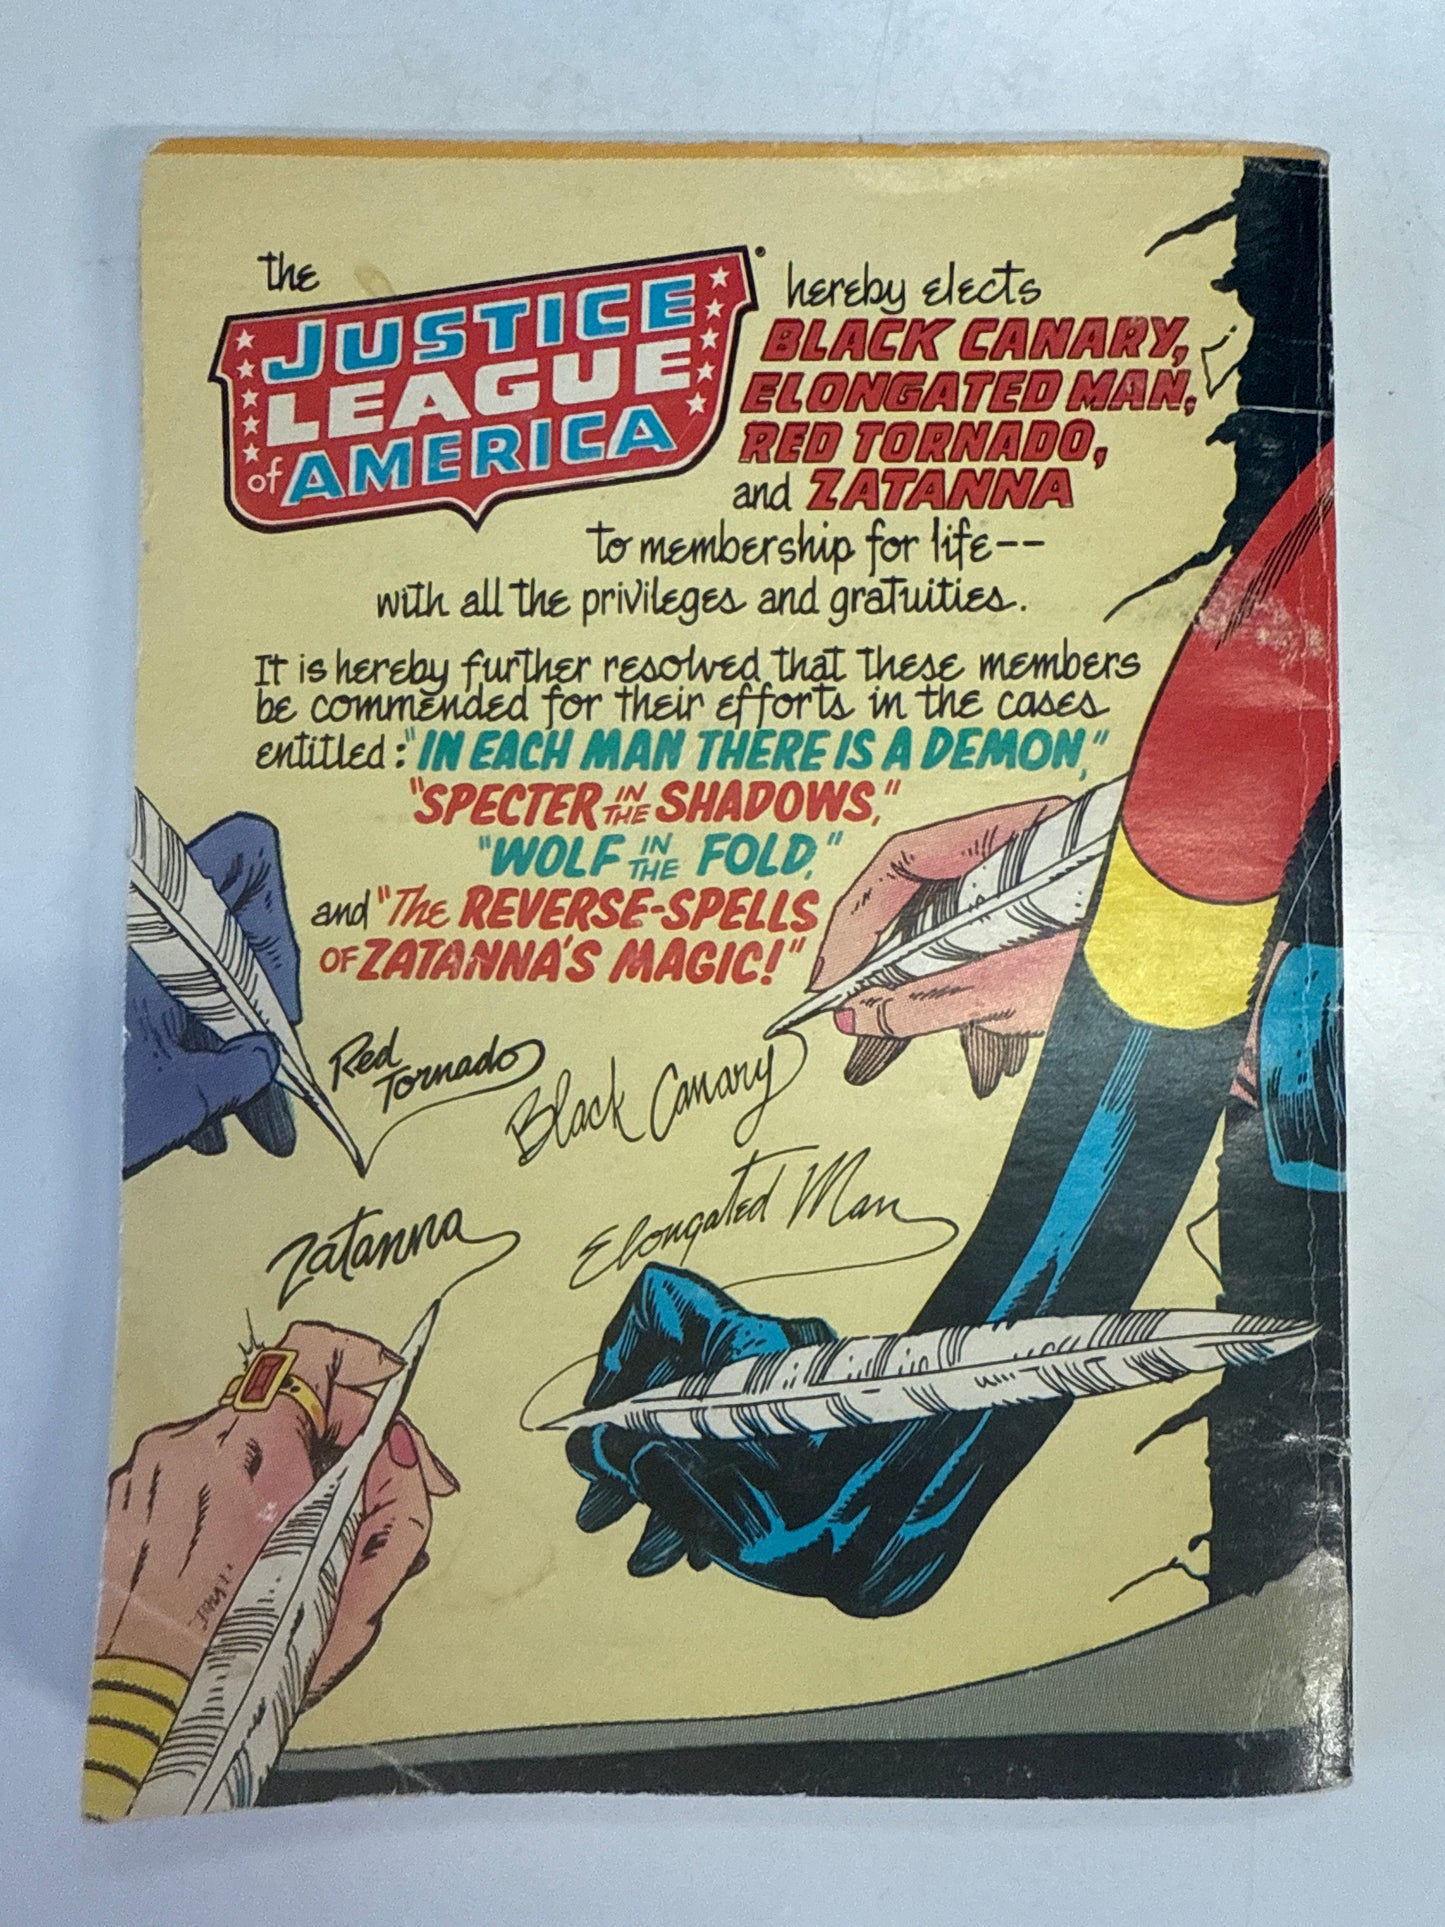 the
JUSTICE
LEAGUE
of AMERICA
hereby elects
BLACK CANARY,
ELONGATED MAN,
RED TORNADO,
and ZATANNA
to membership for life--
with all the privileges and gratuities.
It is hereby further resolved that these members
be commended for their efforts in the cases
entitled: "IN EACH MAN THERE IS A DEMON,"
"SPECTER IN THE SHADOWS,"
"WOLF IN THE FOLD,"
and "The REVERSE-SPELLS
OF ZATANNA'S MAGIC!"
Red
Tornado
Black Canary
Zatanna
Elongated Man